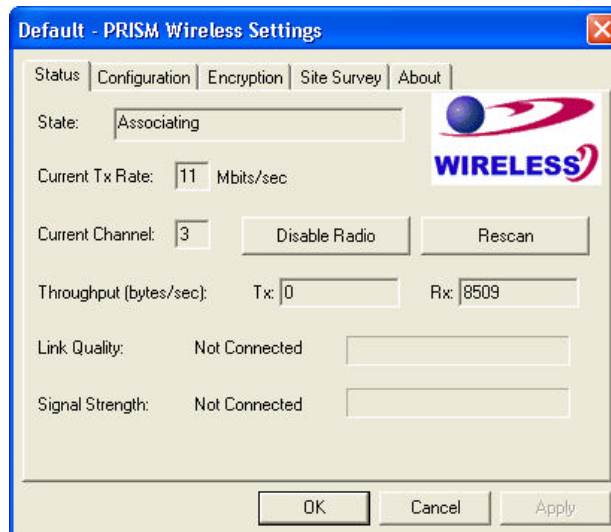 Default - PRISM Wireless Settings
Status Configuration Encryption Site Survey About
State: Associating
WIRELESS
Current Tx Rate: 11 Mbits/sec
Current Channel: 3 Disable Radio Rescan
Throughput (bytes/sec): Tx: 0 Rx: 8509
Link Quality: Not Connected
Signal Strength: Not Connected
OK Cancel Apply